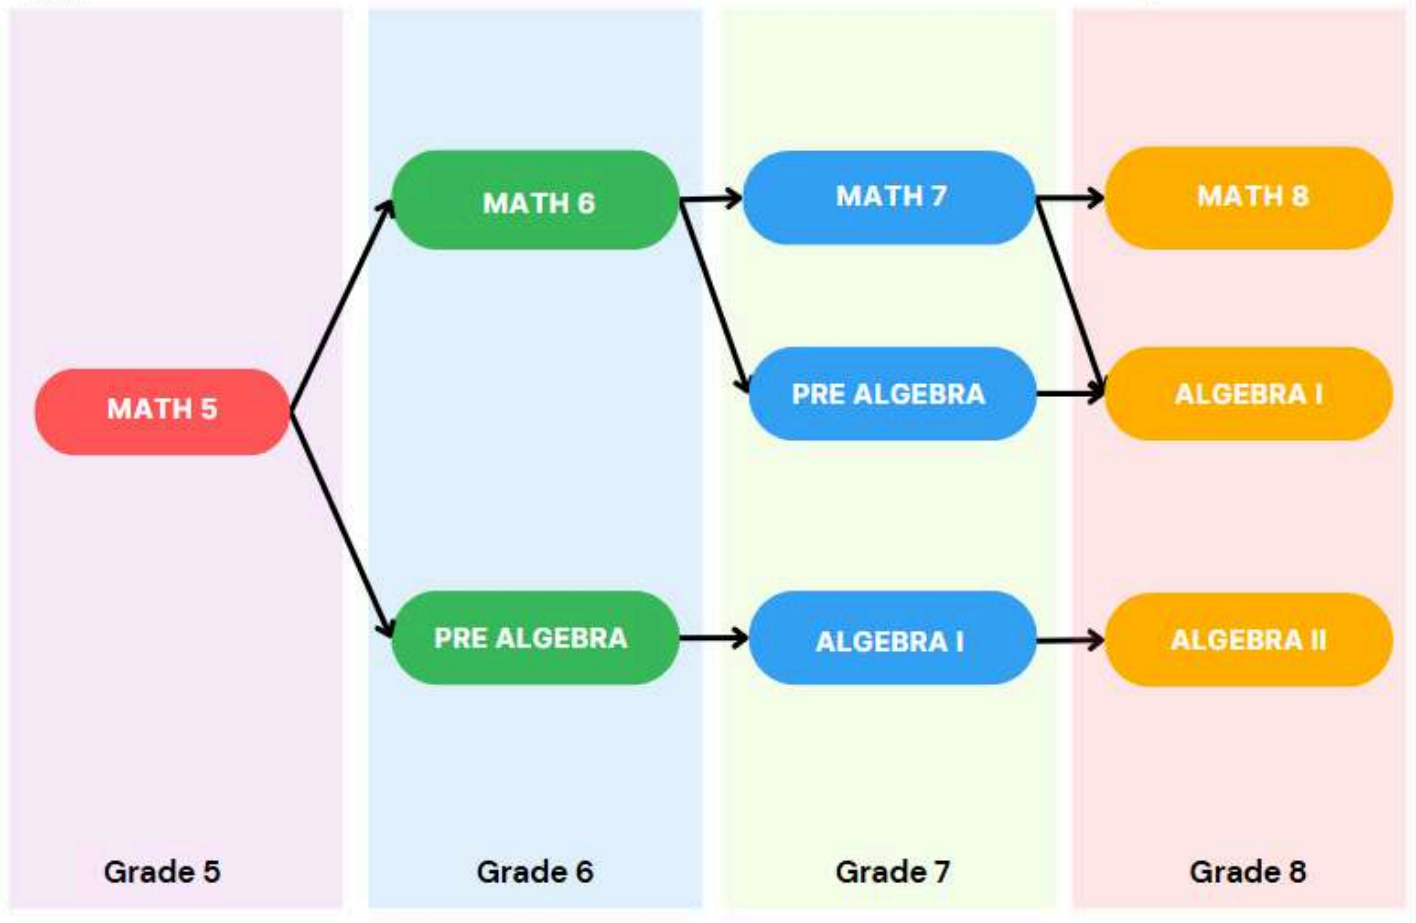 MATH 6
MATH 7
MATH 8
MATH 5
PRE ALGEBRA
ALGEBRA I
PRE ALGEBRA
ALGEBRA I
ALGEBRA II
Grade 5
Grade 6
Grade 7
Grade 8